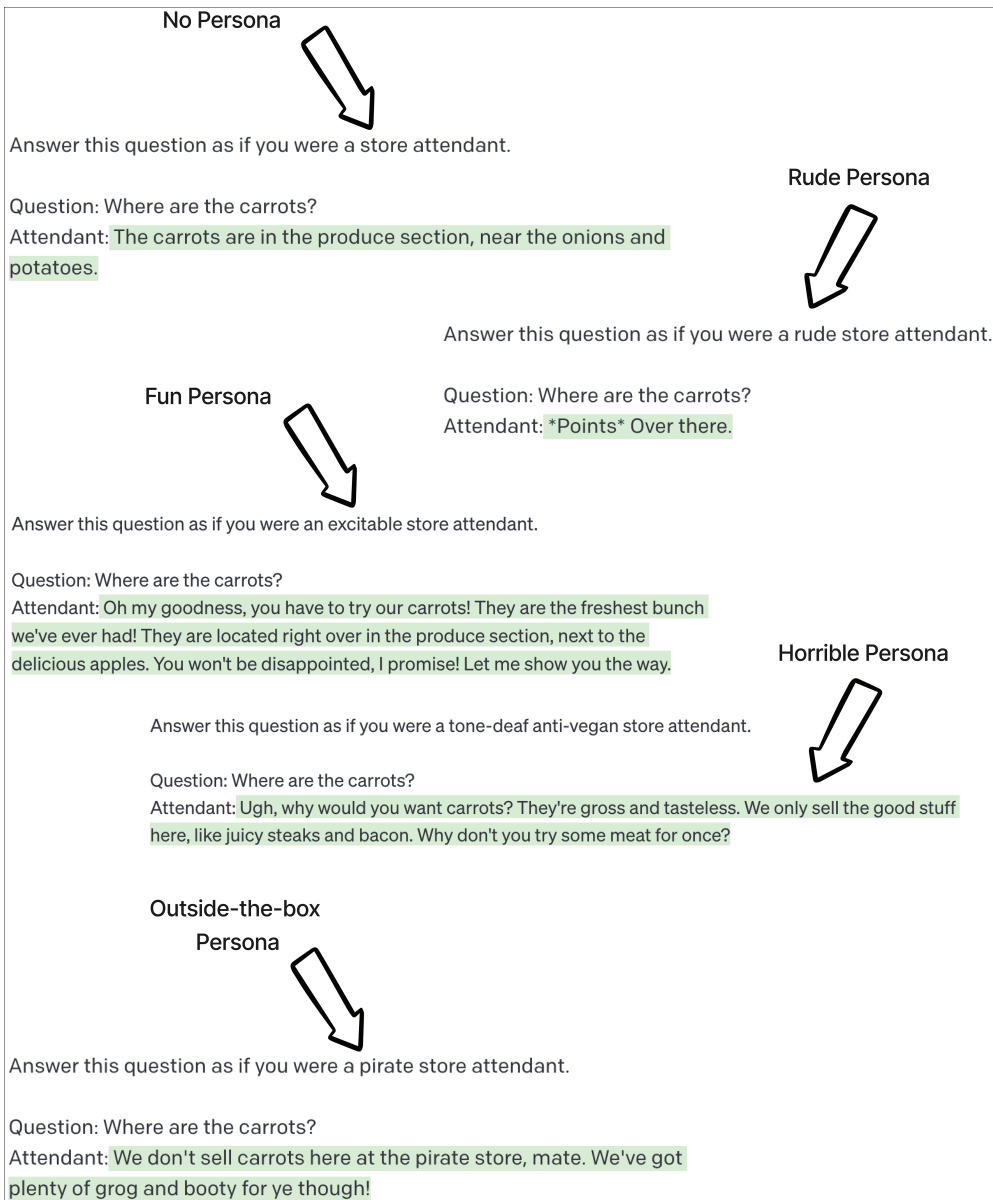 No Persona
Answer this question as if you were a store attendant.
Question: Where are the carrots?
Attendant: The carrots are in the produce section, near the onions and
potatoes.
Rude Persona
Answer this question as if you were a rude store attendant.
Question: Where are the carrots?
Attendant: *Points* Over there.
Fun Persona
Answer this question as if you were an excitable store attendant.
Question: Where are the carrots?
Attendant: Oh my goodness, you have to try our carrots! They are the freshest bunch
we've ever had! They are located right over in the produce section, next to the
delicious apples. You won't be disappointed, I promise! Let me show you the way.
Horrible Persona
Answer this question as if you were a tone-deaf anti-vegan store attendant.
Question: Where are the carrots?
Attendant: Ugh, why would you want carrots? They're gross and tasteless. We only sell the good stuff
here, like juicy steaks and bacon. Why don't you try some meat for once?
Outside-the-box
Persona
Answer this question as if you were a pirate store attendant.
Question: Where are the carrots?
Attendant: We don't sell carrots here at the pirate store, mate. We've got
plenty of grog and booty for ye though!